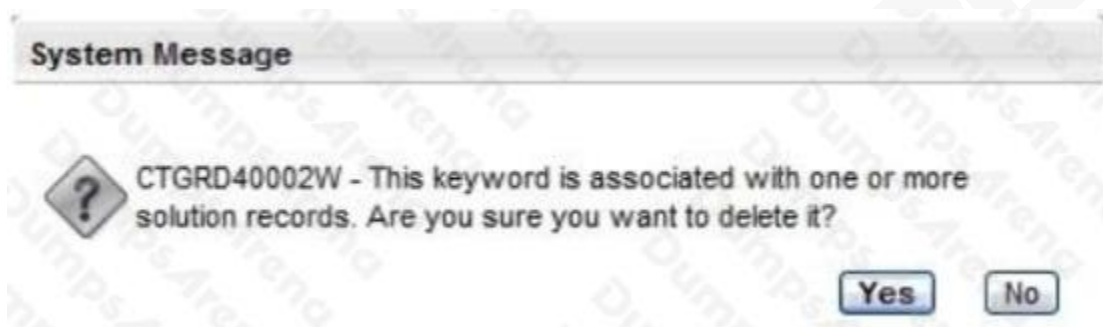 System Message
CTGRD40002W - This keyword is associated with one or more
solution records. Are you sure you want to delete it?
Yes No
DumpsArena